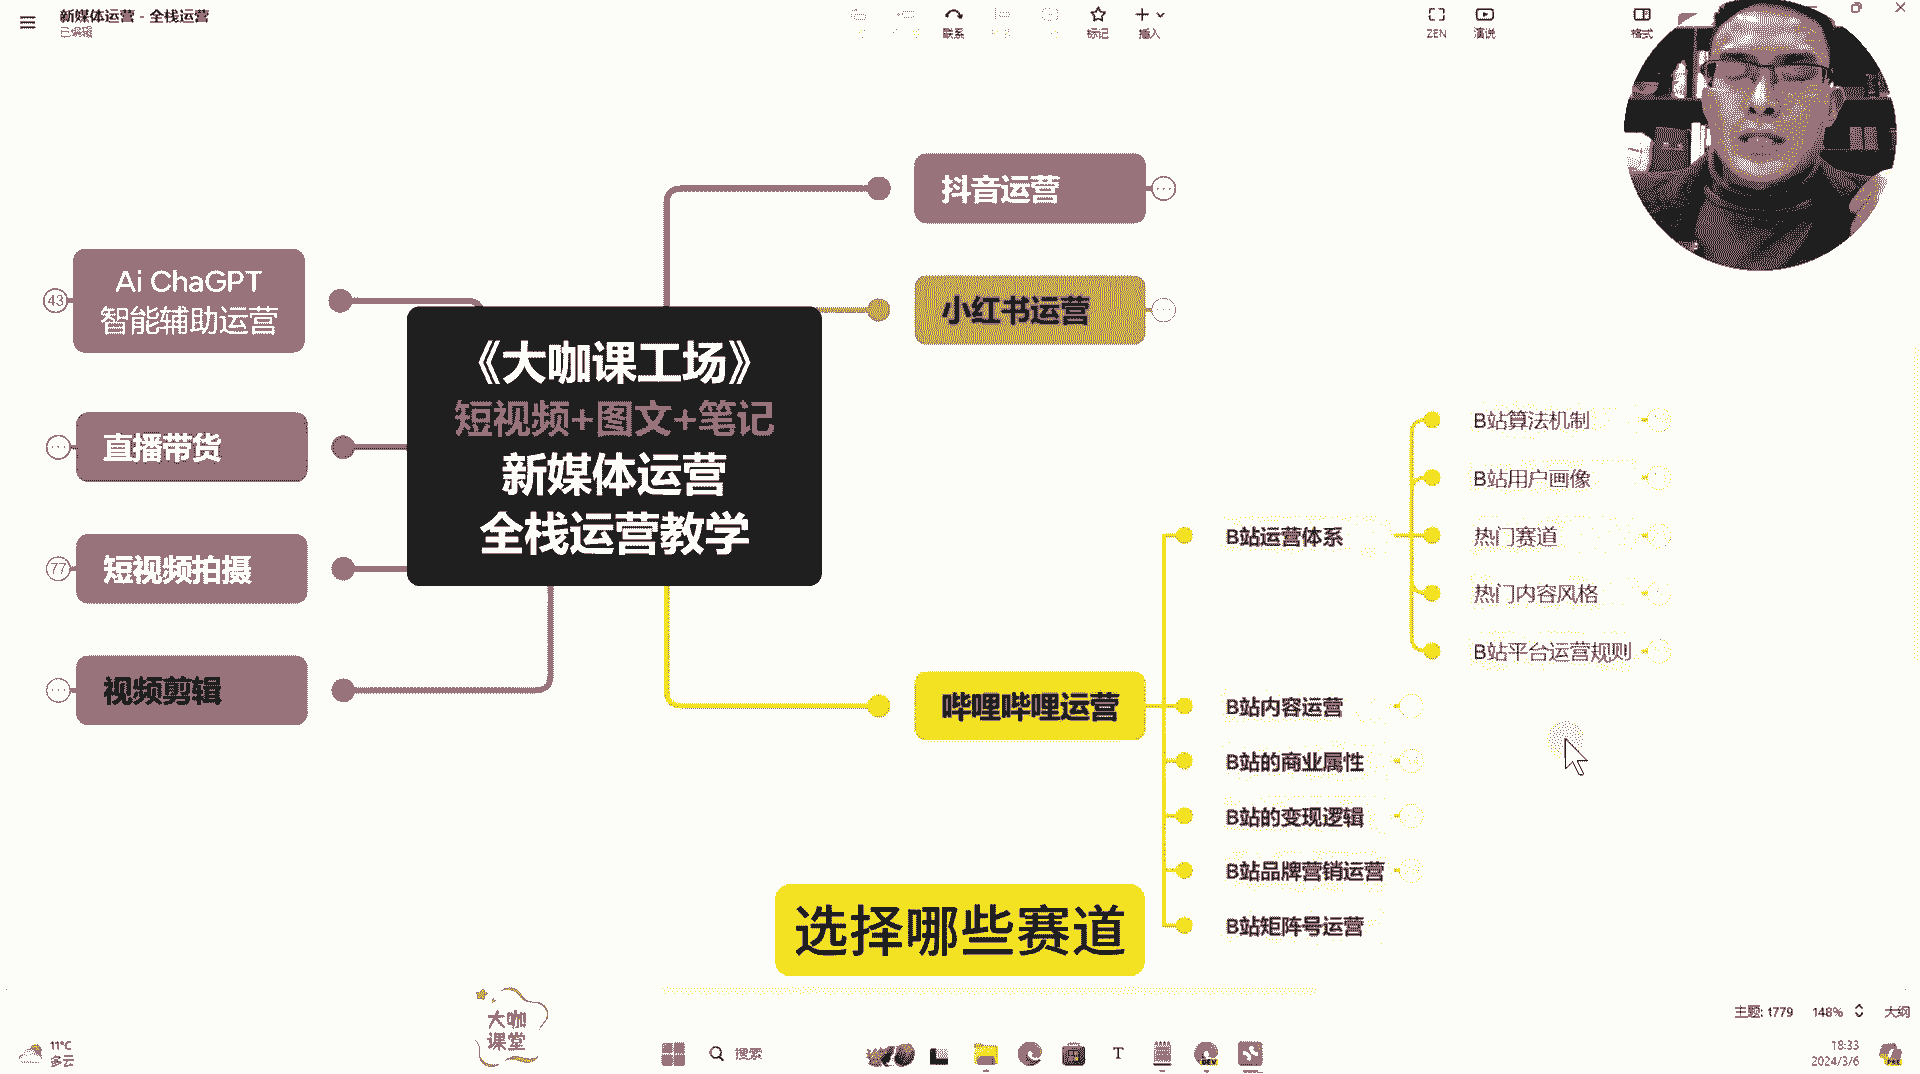 新媒体运营 - 全栈运营
已编辑
联系
标记
插入
ZEN
演说
格式
抖音运营
小红书运营
43
Ai ChaGPT
智能辅助运营
直播带货
77
短视频拍摄
视频剪辑
《大咖课工场》
短视频+图文+笔记
新媒体运营
全栈运营教学
哔哩哔哩运营
B站运营体系
B站算法机制
B站用户画像
热门赛道
热门内容风格
B站平台运营规则
B站内容运营
B站的商业属性
B站的变现逻辑
B站品牌营销运营
B站矩阵号运营
选择哪些赛道
大咖
课堂
主题: 1779
148%
大纲
11°C
多云
搜索
T
DEV
18:33
2024/3/6